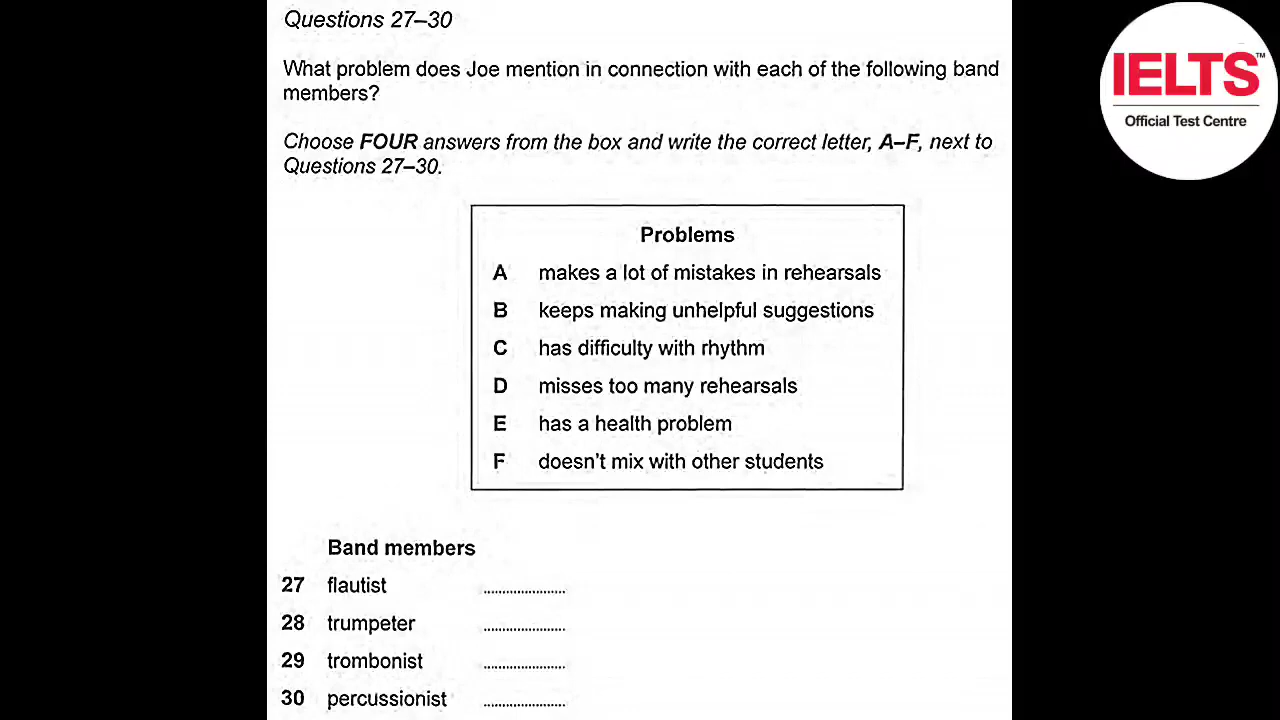 Questions 27–30
What problem does Joe mention in connection with each of the following band
members?
Choose FOUR answers from the box and write the correct letter, A–F, next to
Questions 27–30.
Problems
A makes a lot of mistakes in rehearsals
B keeps making unhelpful suggestions
C has difficulty with rhythm
D misses too many rehearsals
E has a health problem
F doesn't mix with other students
Band members
27 flautist ......................
28 trumpeter ......................
29 trombonist ......................
30 percussionist ......................
IELTS™
Official Test Centre